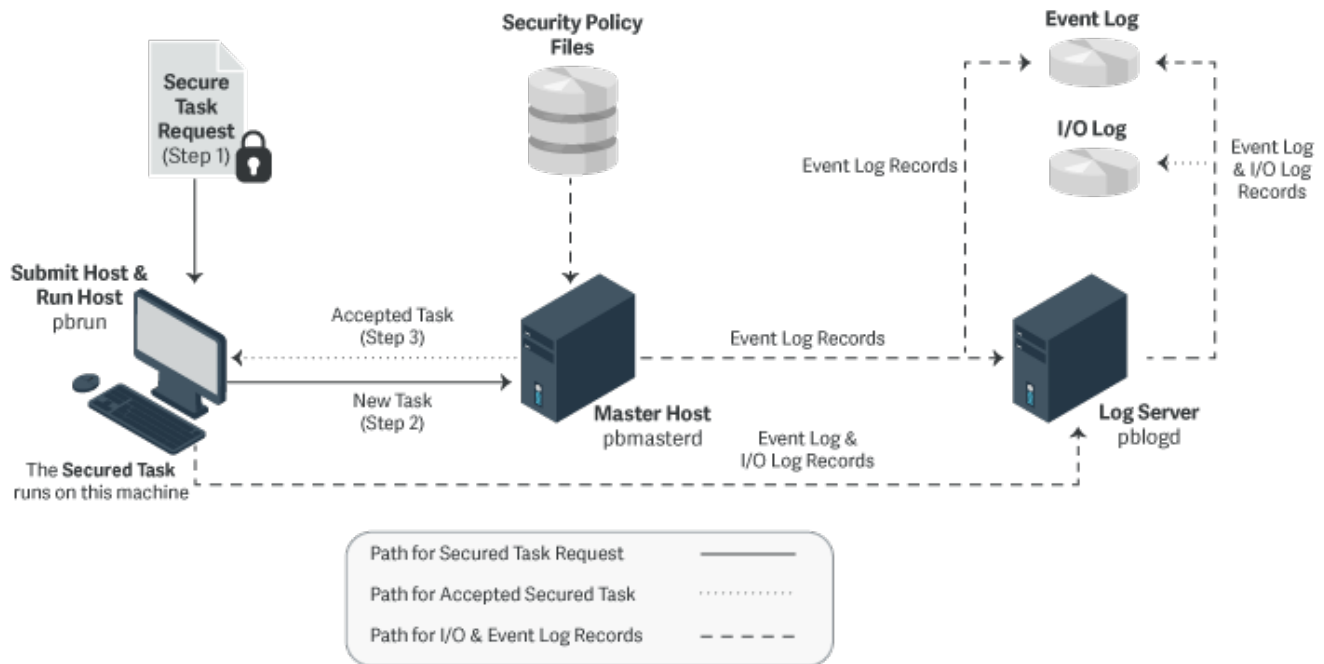 Secure
Task
Request
(Step 1)
Security Policy
Files
Event Log
I/O Log
Event Log Records
Event Log
& I/O Log
Records
Submit Host &
Run Host
pbrun
Accepted Task
(Step 3)
New Task
(Step 2)
Event Log Records
Master Host
pbmasterd
Log Server
pblogd
Event Log &
I/O Log Records
The Secured Task
runs on this machine
Path for Secured Task Request
Path for Accepted Secured Task
Path for I/O & Event Log Records